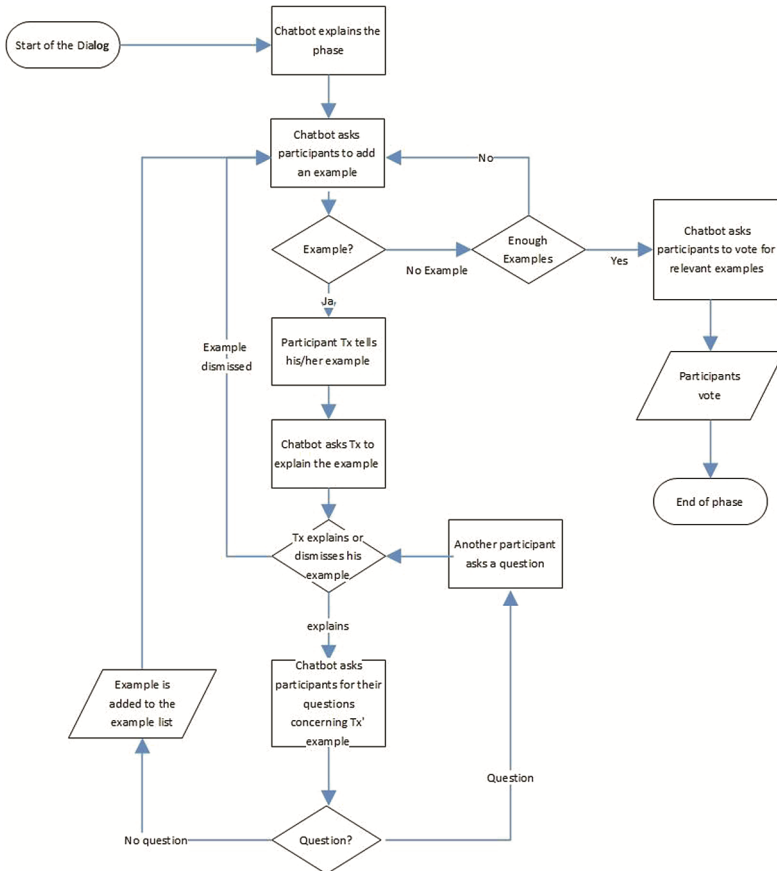 Start of the Dialog
Chatbot explains the
phase
Chatbot asks
participants to add
an example
No
Example?
No Example
Enough
Examples
Yes
Chatbot asks
participants to vote for
relevant examples
Ja
Participant Tx tells
his/her example
Example
dismissed
Participants
vote
Chatbot asks Tx to
explain the example
End of phase
Tx explains or
dismisses his
example
Another participant
asks a question
explains
Chatbot asks
participants for their
questions
concerning Tx'
example
Example is
added to the
example list
Question
No question
Question?